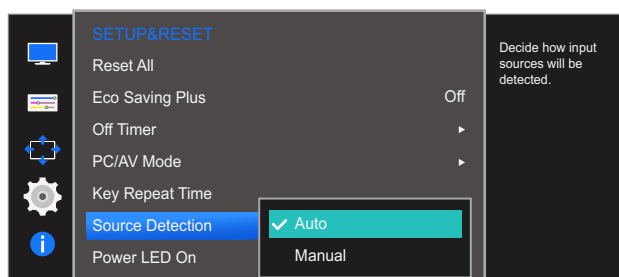 SETUP&RESET
Reset All
Eco Saving Plus Off
Off Timer
PC/AV Mode
Key Repeat Time
Source Detection Auto
Power LED On Manual
Decide how input
sources will be
detected.